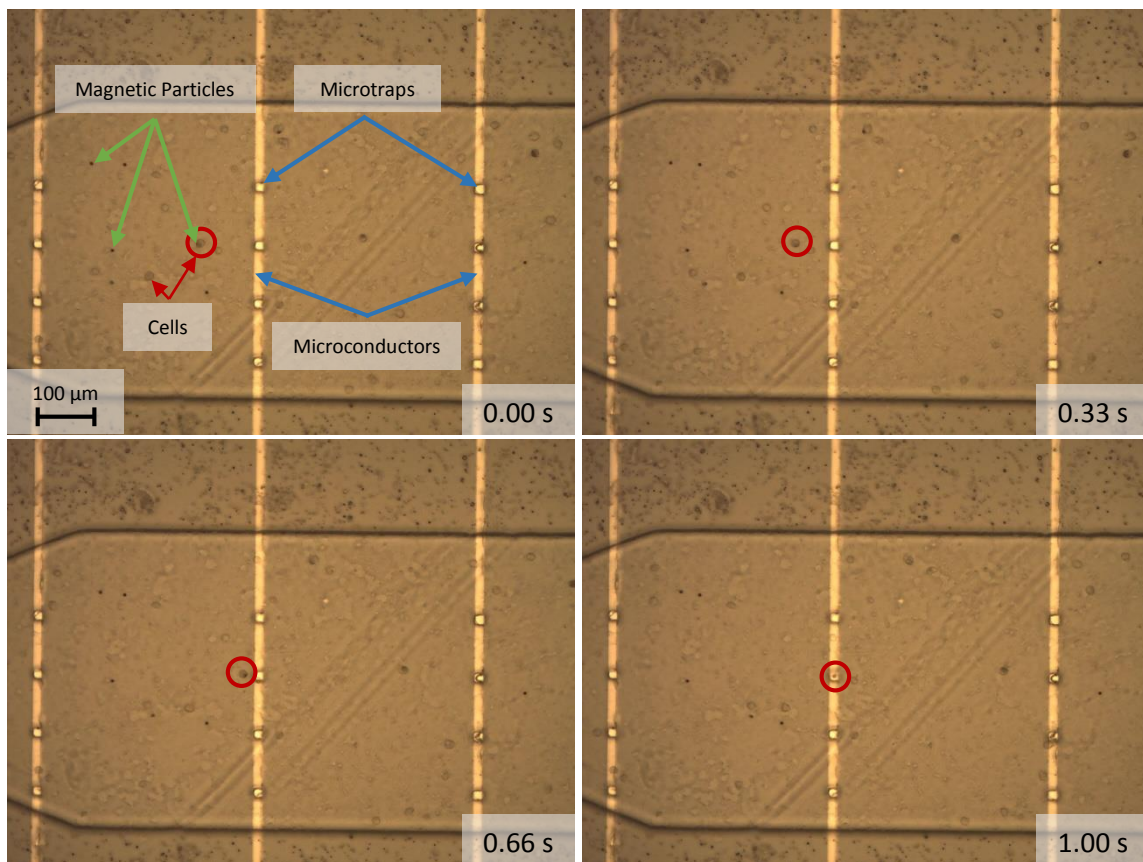 Magnetic Particles
Microtraps
Cells
Microconductors
100 µm
0.00 s
0.33 s
0.66 s
1.00 s